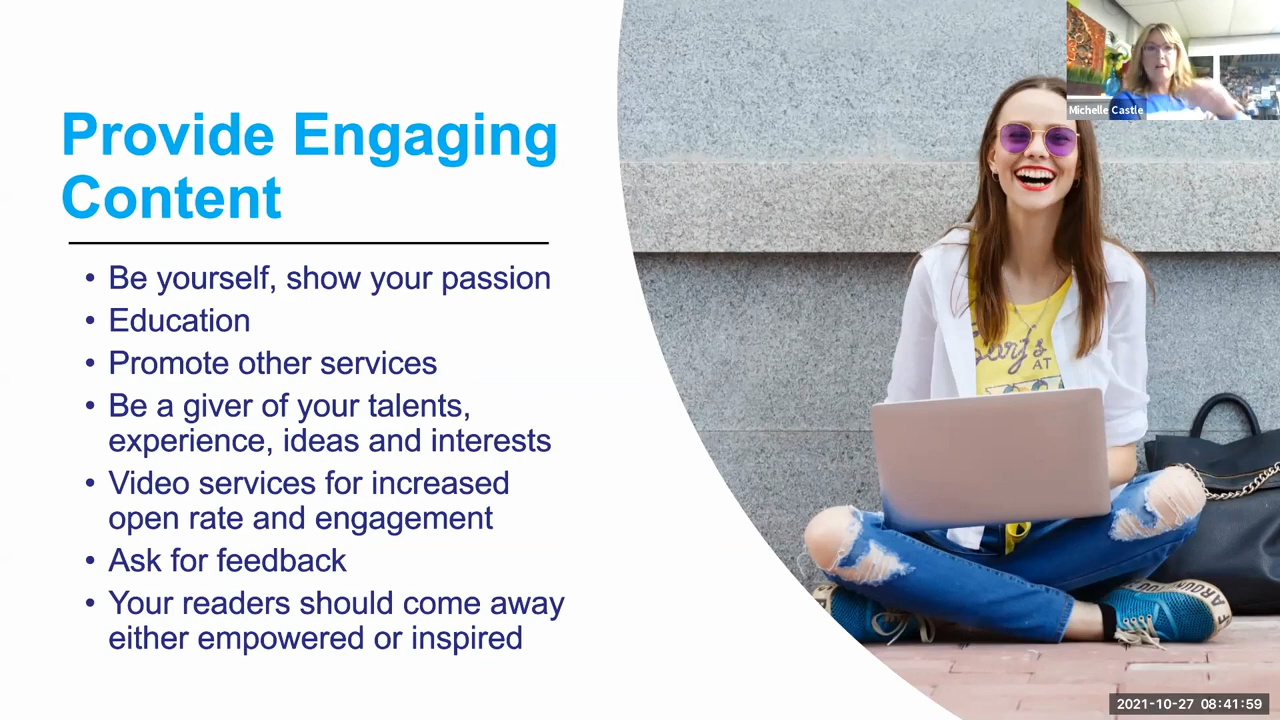 Michelle Castle
Provide Engaging
Content
• Be yourself, show your passion
• Education
• Promote other services
• Be a giver of your talents,
experience, ideas and interests
• Video services for increased
open rate and engagement
• Ask for feedback
• Your readers should come away
either empowered or inspired
AT
2021-10-27 08:41:59